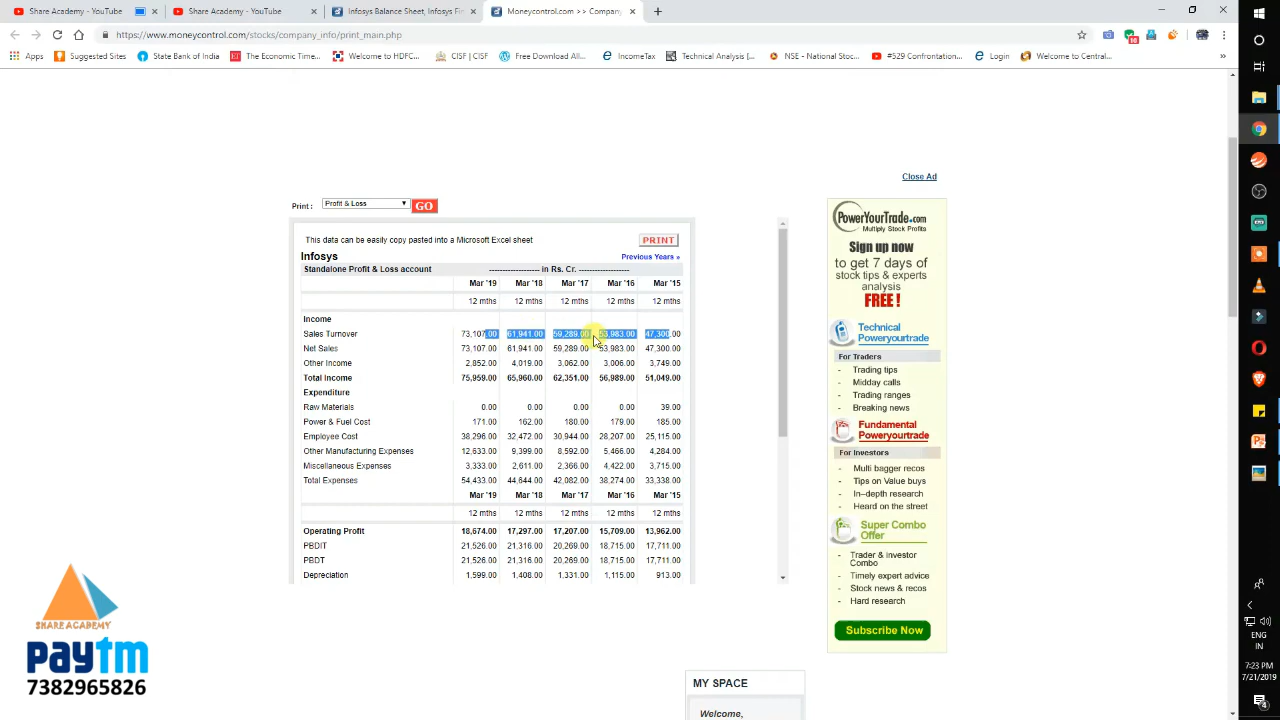 Share Academy - YouTube
Share Academy - YouTube
Infosys Balance Sheet, Infosys Fin
Moneycontrol.com >> Company
https://www.moneycontrol.com/stocks/company_info/print_main.php
Apps
Suggested Sites
State Bank of India
The Economic Time...
Welcome to HDFC...
CISF | CISF
Free Download All...
IncomeTax
Technical Analysis [...
NSE - National Stoc...
#529 Confrontation...
Login
Welcome to Central...
Close Ad
Print : Profit & Loss GO
This data can be easily copy pasted into a Microsoft Excel sheet PRINT
Infosys Previous Years »
Standalone Profit & Loss account ------------------- in Rs. Cr. -------------------
Mar '19 Mar '18 Mar '17 Mar '16 Mar '15
12 mths 12 mths 12 mths 12 mths 12 mths
Income
Sales Turnover 73,107.00 61,941.00 59,289.00 53,983.00 47,300.00
Net Sales 73,107.00 61,941.00 59,289.00 53,983.00 47,300.00
Other Income 2,852.00 4,019.00 3,062.00 3,006.00 3,749.00
Total Income 75,959.00 65,960.00 62,351.00 56,989.00 51,049.00
Expenditure
Raw Materials 0.00 0.00 0.00 0.00 39.00
Power & Fuel Cost 171.00 162.00 180.00 179.00 185.00
Employee Cost 38,296.00 32,472.00 30,944.00 28,207.00 25,115.00
Other Manufacturing Expenses 12,633.00 9,399.00 8,592.00 5,466.00 4,284.00
Miscellaneous Expenses 3,333.00 2,611.00 2,366.00 4,422.00 3,715.00
Total Expenses 54,433.00 44,644.00 42,082.00 38,274.00 33,338.00
Mar '19 Mar '18 Mar '17 Mar '16 Mar '15
12 mths 12 mths 12 mths 12 mths 12 mths
Operating Profit 18,674.00 17,297.00 17,207.00 15,709.00 13,962.00
PBDIT 21,526.00 21,316.00 20,269.00 18,715.00 17,711.00
PBDT 21,526.00 21,316.00 20,269.00 18,715.00 17,711.00
Depreciation 1,599.00 1,408.00 1,331.00 1,115.00 913.00
PowerYourTrade.com
Multiply Stock Profits
Sign up now
to get 7 days of
stock tips & experts
analysis
FREE !
Technical
Poweryourtrade
For Traders
- Trading tips
- Midday calls
- Trading ranges
- Breaking news
Fundamental
Poweryourtrade
For Investors
- Multi bagger recos
- Tips on Value buys
- In-depth research
- Heard on the street
Super Combo
Offer
- Trader & investor
Combo
- Timely expert advice
- Stock news & recos
- Hard research
Subscribe Now
MY SPACE
Welcome,
SHARE ACADEMY
paytm
7382965826
ENG
IN
7:23 PM
7/21/2019
4